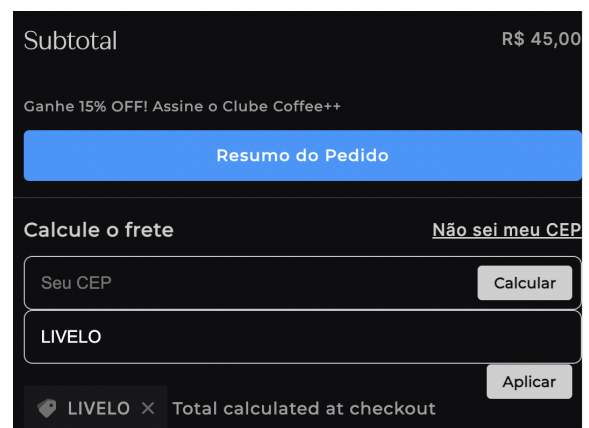 Subtotal R$ 45,00
Ganhe 15% OFF! Assine o Clube Coffee++
Resumo do Pedido
Calcule o frete Não sei meu CEP
Seu CEP Calcular
LIVELO
Aplicar
LIVELO × Total calculated at checkout